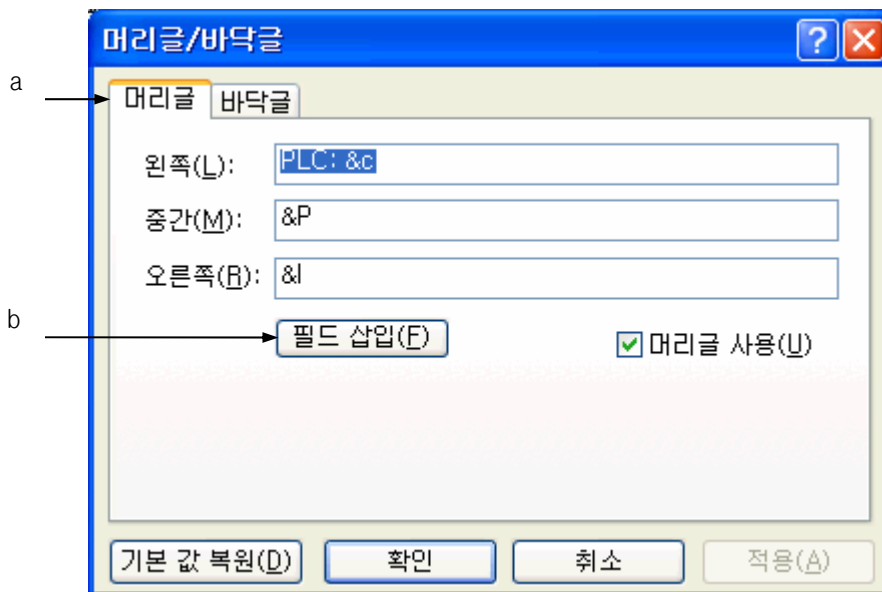 머리글/바닥글
a
머리글 바닥글
왼쪽(L): PLC: &c
중간(M): &P
오른쪽(R): &I
b
필드 삽입(F) 머리글 사용(U)
기본 값 복원(D) 확인 취소 적용(A)